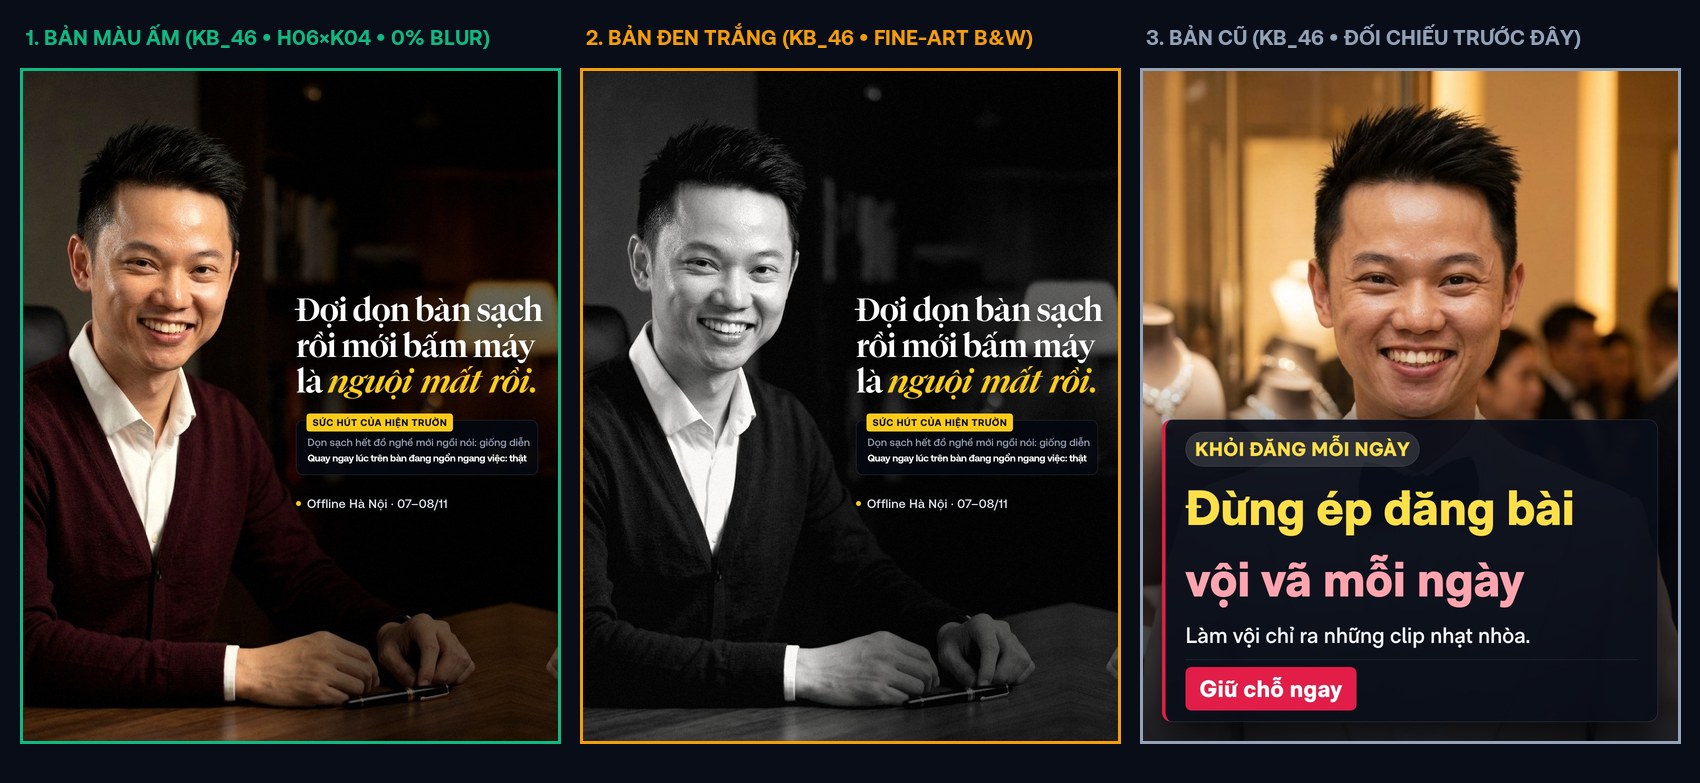 1. BẢN MÀU ẤM (KB_46 • H06×K04 • 0% BLUR)
Đợi dọn bàn sạch
rồi mới bấm máy
là nguội mất rồi.
SỨC HÚT CỦA HIỆN TRƯỜN
Dọn sạch hết đồ nghề mới ngồi nói: giống diễn
Quay ngay lúc trên bàn đang ngổn ngang việc: thật
Offline Hà Nội · 07–08/11
2. BẢN ĐEN TRẮNG (KB_46 • FINE-ART B&W)
Đợi dọn bàn sạch
rồi mới bấm máy
là nguội mất rồi.
SỨC HÚT CỦA HIỆN TRƯỜN
Dọn sạch hết đồ nghề mới ngồi nói: giống diễn
Quay ngay lúc trên bàn đang ngổn ngang việc: thật
Offline Hà Nội · 07–08/11
3. BẢN CŨ (KB_46 • ĐỐI CHIẾU TRƯỚC ĐÂY)
KHỎI ĐĂNG MỖI NGÀY
Đừng ép đăng bài
vội vã mỗi ngày
Làm vội chỉ ra những clip nhạt nhòa.
Giữ chỗ ngay